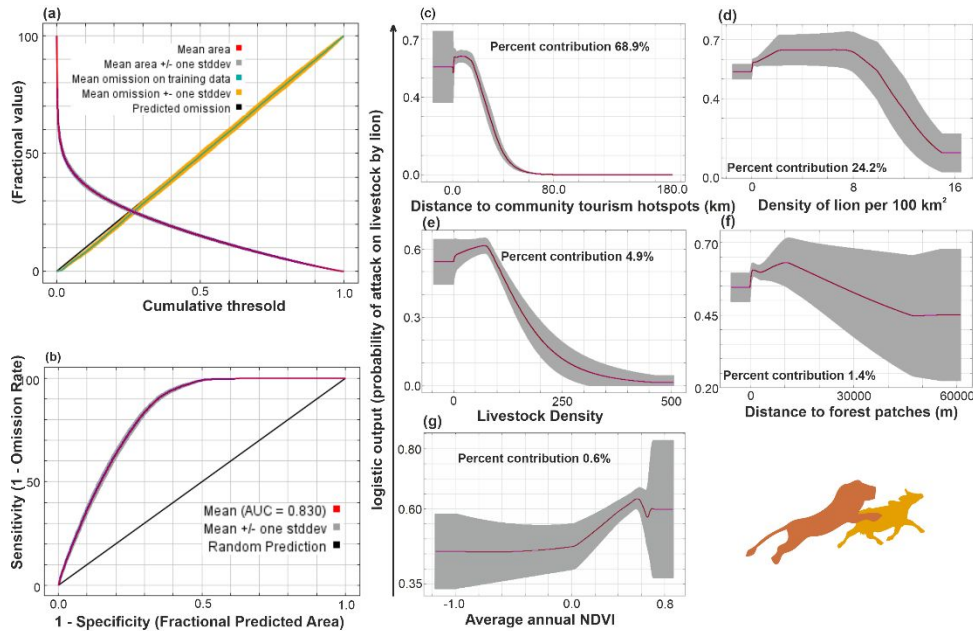 (a)
100
50
0
(Fractional value)
Mean area
Mean area +/- one stddev
Mean omission on training data
Mean omission +- one stddev
Predicted omission
0.0
0.5
1.0
Cumulative thresold
(b)
100
50
0
Sensitivity (1 - Omission Rate)
Mean (AUC = 0.830)
Mean +/- one stddev
Random Prediction
0.0
0.5
1.0
1 - Specificity (Fractional Predicted Area)
logistic output (probability of attack on livestock by lion)
(c)
0.7
0.4
0.0
Percent contribution 68.9%
0.0
800.0
180.0
Distance to community tourism hotspots (km)
(d)
0.7
0.4
0.0
Percent contribution 24.2%
0
8
16
Density of lion per 100 km²
(e)
0.6
0.3
0.0
Percent contribution 4.9%
0
250
500
Livestock Density
(f)
0.70
0.45
0.20
Percent contribution 1.4%
0
30000
60000
Distance to forest patches (m)
(g)
0.80
0.60
0.35
Percent contribution 0.6%
-1.0
0.0
0.8
Average annual NDVI